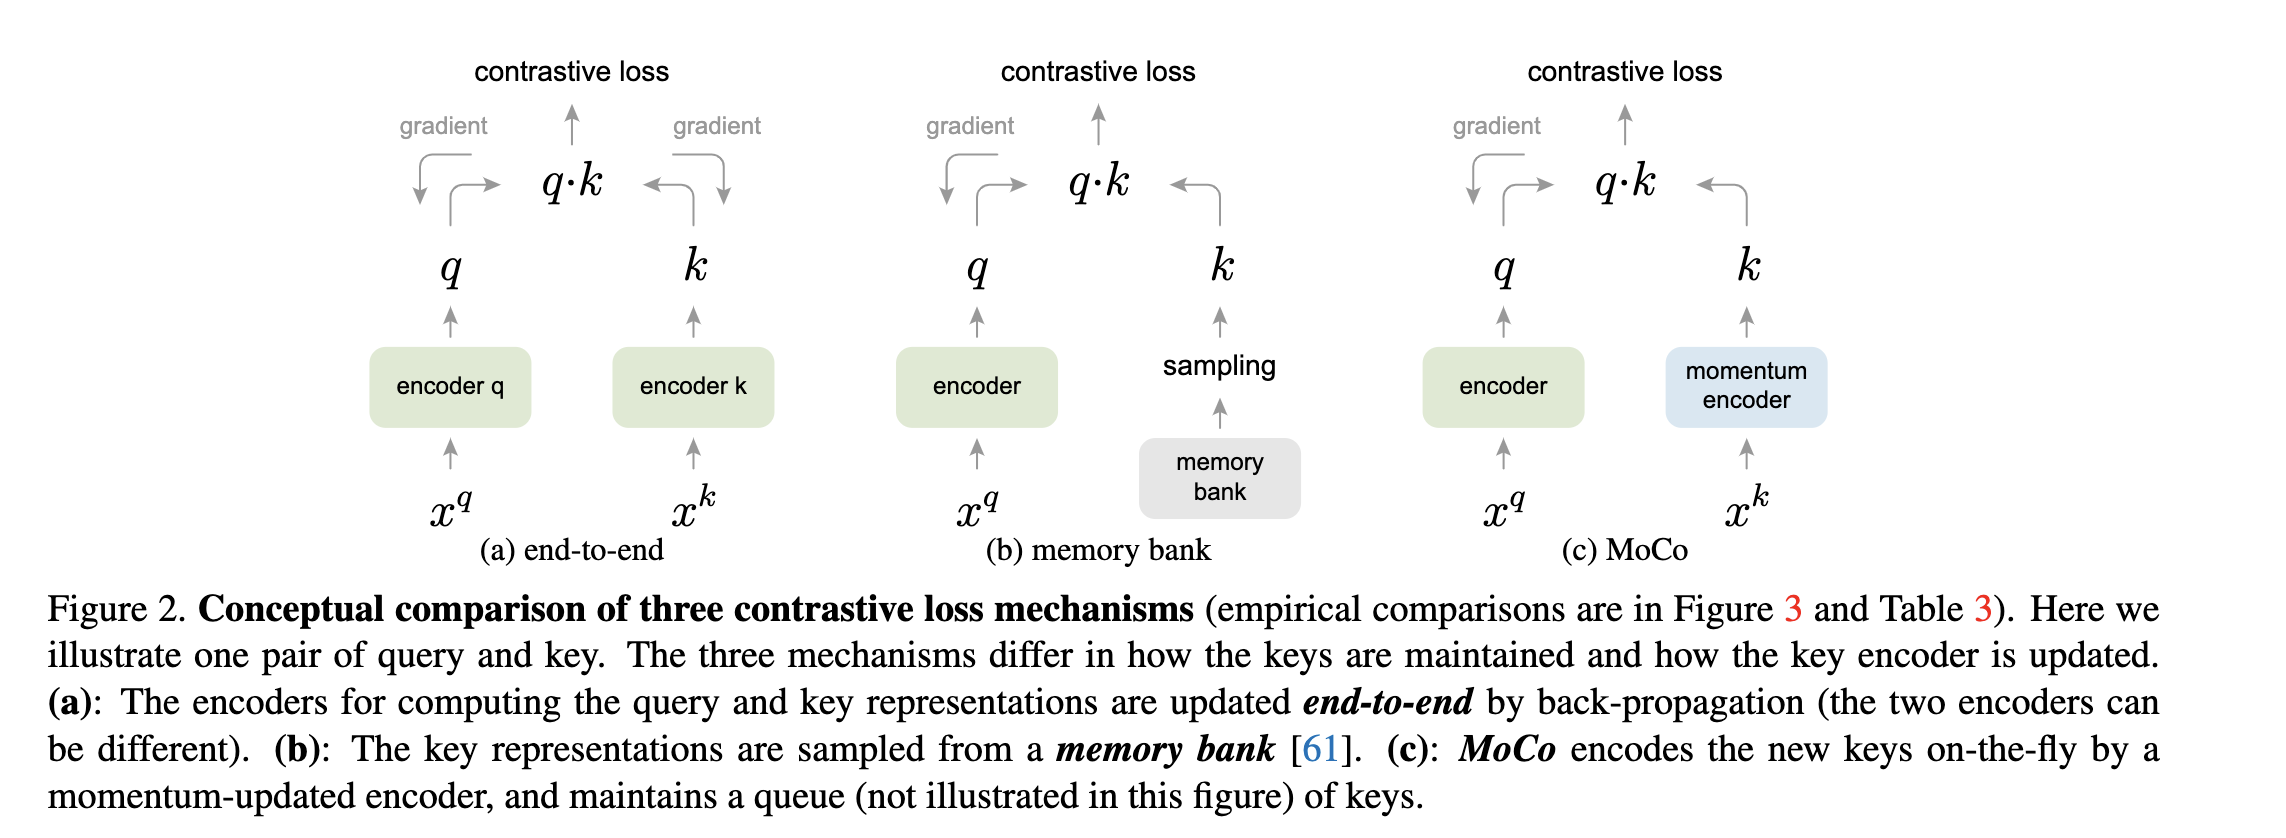 contrastive loss contrastive loss contrastive loss
gradient gradient gradient gradient
q·k q·k q·k
q k q k q k
sampling
encoder q encoder k encoder encoder momentum encoder
memory bank
x^q x^k x^q x^q x^k
(a) end-to-end (b) memory bank (c) MoCo
Figure 2. Conceptual comparison of three contrastive loss mechanisms (empirical comparisons are in Figure 3 and Table 3). Here we
illustrate one pair of query and key. The three mechanisms differ in how the keys are maintained and how the key encoder is updated.
(a): The encoders for computing the query and key representations are updated end-to-end by back-propagation (the two encoders can
be different). (b): The key representations are sampled from a memory bank [61]. (c): MoCo encodes the new keys on-the-fly by a
momentum-updated encoder, and maintains a queue (not illustrated in this figure) of keys.